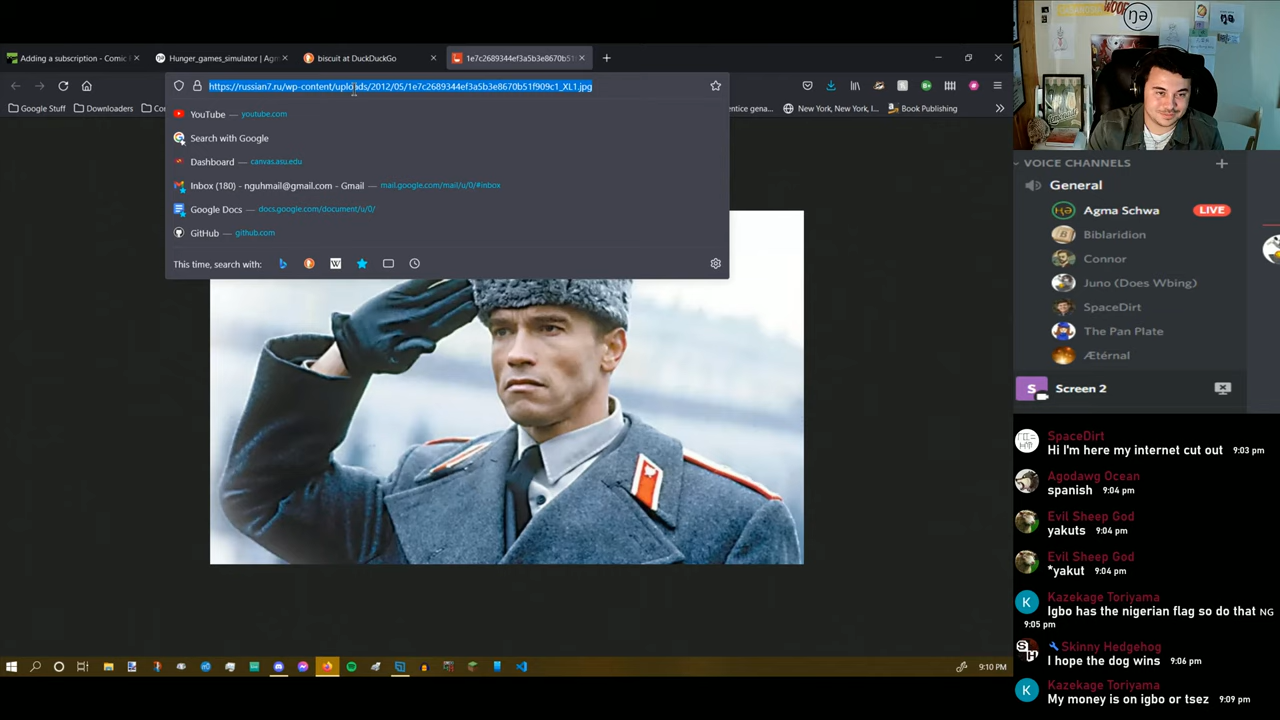 ŋə
Adding a subscription - Comic
Hunger_games_simulator | Ag
biscuit at DuckDuckGo
1e7c2689344ef3a5b3e8670b51
https://russian7.ru/wp-content/uploads/2012/05/1e7c2689344ef3a5b3e8670b51f909c1_XL1.jpg
Google Stuff
Documents
New York, New York, I...
Book Publishing
YouTube — youtube.com
Search with Google
Dashboard — canvas.asu.edu
Inbox (180) - nguhmail@gmail.com - Gmail — mail.google.com/mail/u/0/#inbox
Google Docs — docs.google.com/document/u/0/
GitHub — github.com
This time, search with:
9:10 PM
VOICE CHANNELS
General
Agma Schwa LIVE
Biblaridion
Connor
Juno (Does Wbing)
SpaceDirt
The Pan Plate
Ætérnal
S Screen 2
SpaceDirt
Hi I'm here my internet cut out 9:03 pm
Agodawg Ocean
spanish 9:04 pm
Evil Sheep God
yakuts 9:04 pm
Evil Sheep God
*yakut 9:04 pm
K Kazekage Toriyama
Igbo has the nigerian flag so do that NG
9:05 pm
Skinny Hedgehog
I hope the dog wins 9:06 pm
K Kazekage Toriyama
My money is on igbo or tsez 9:09 pm